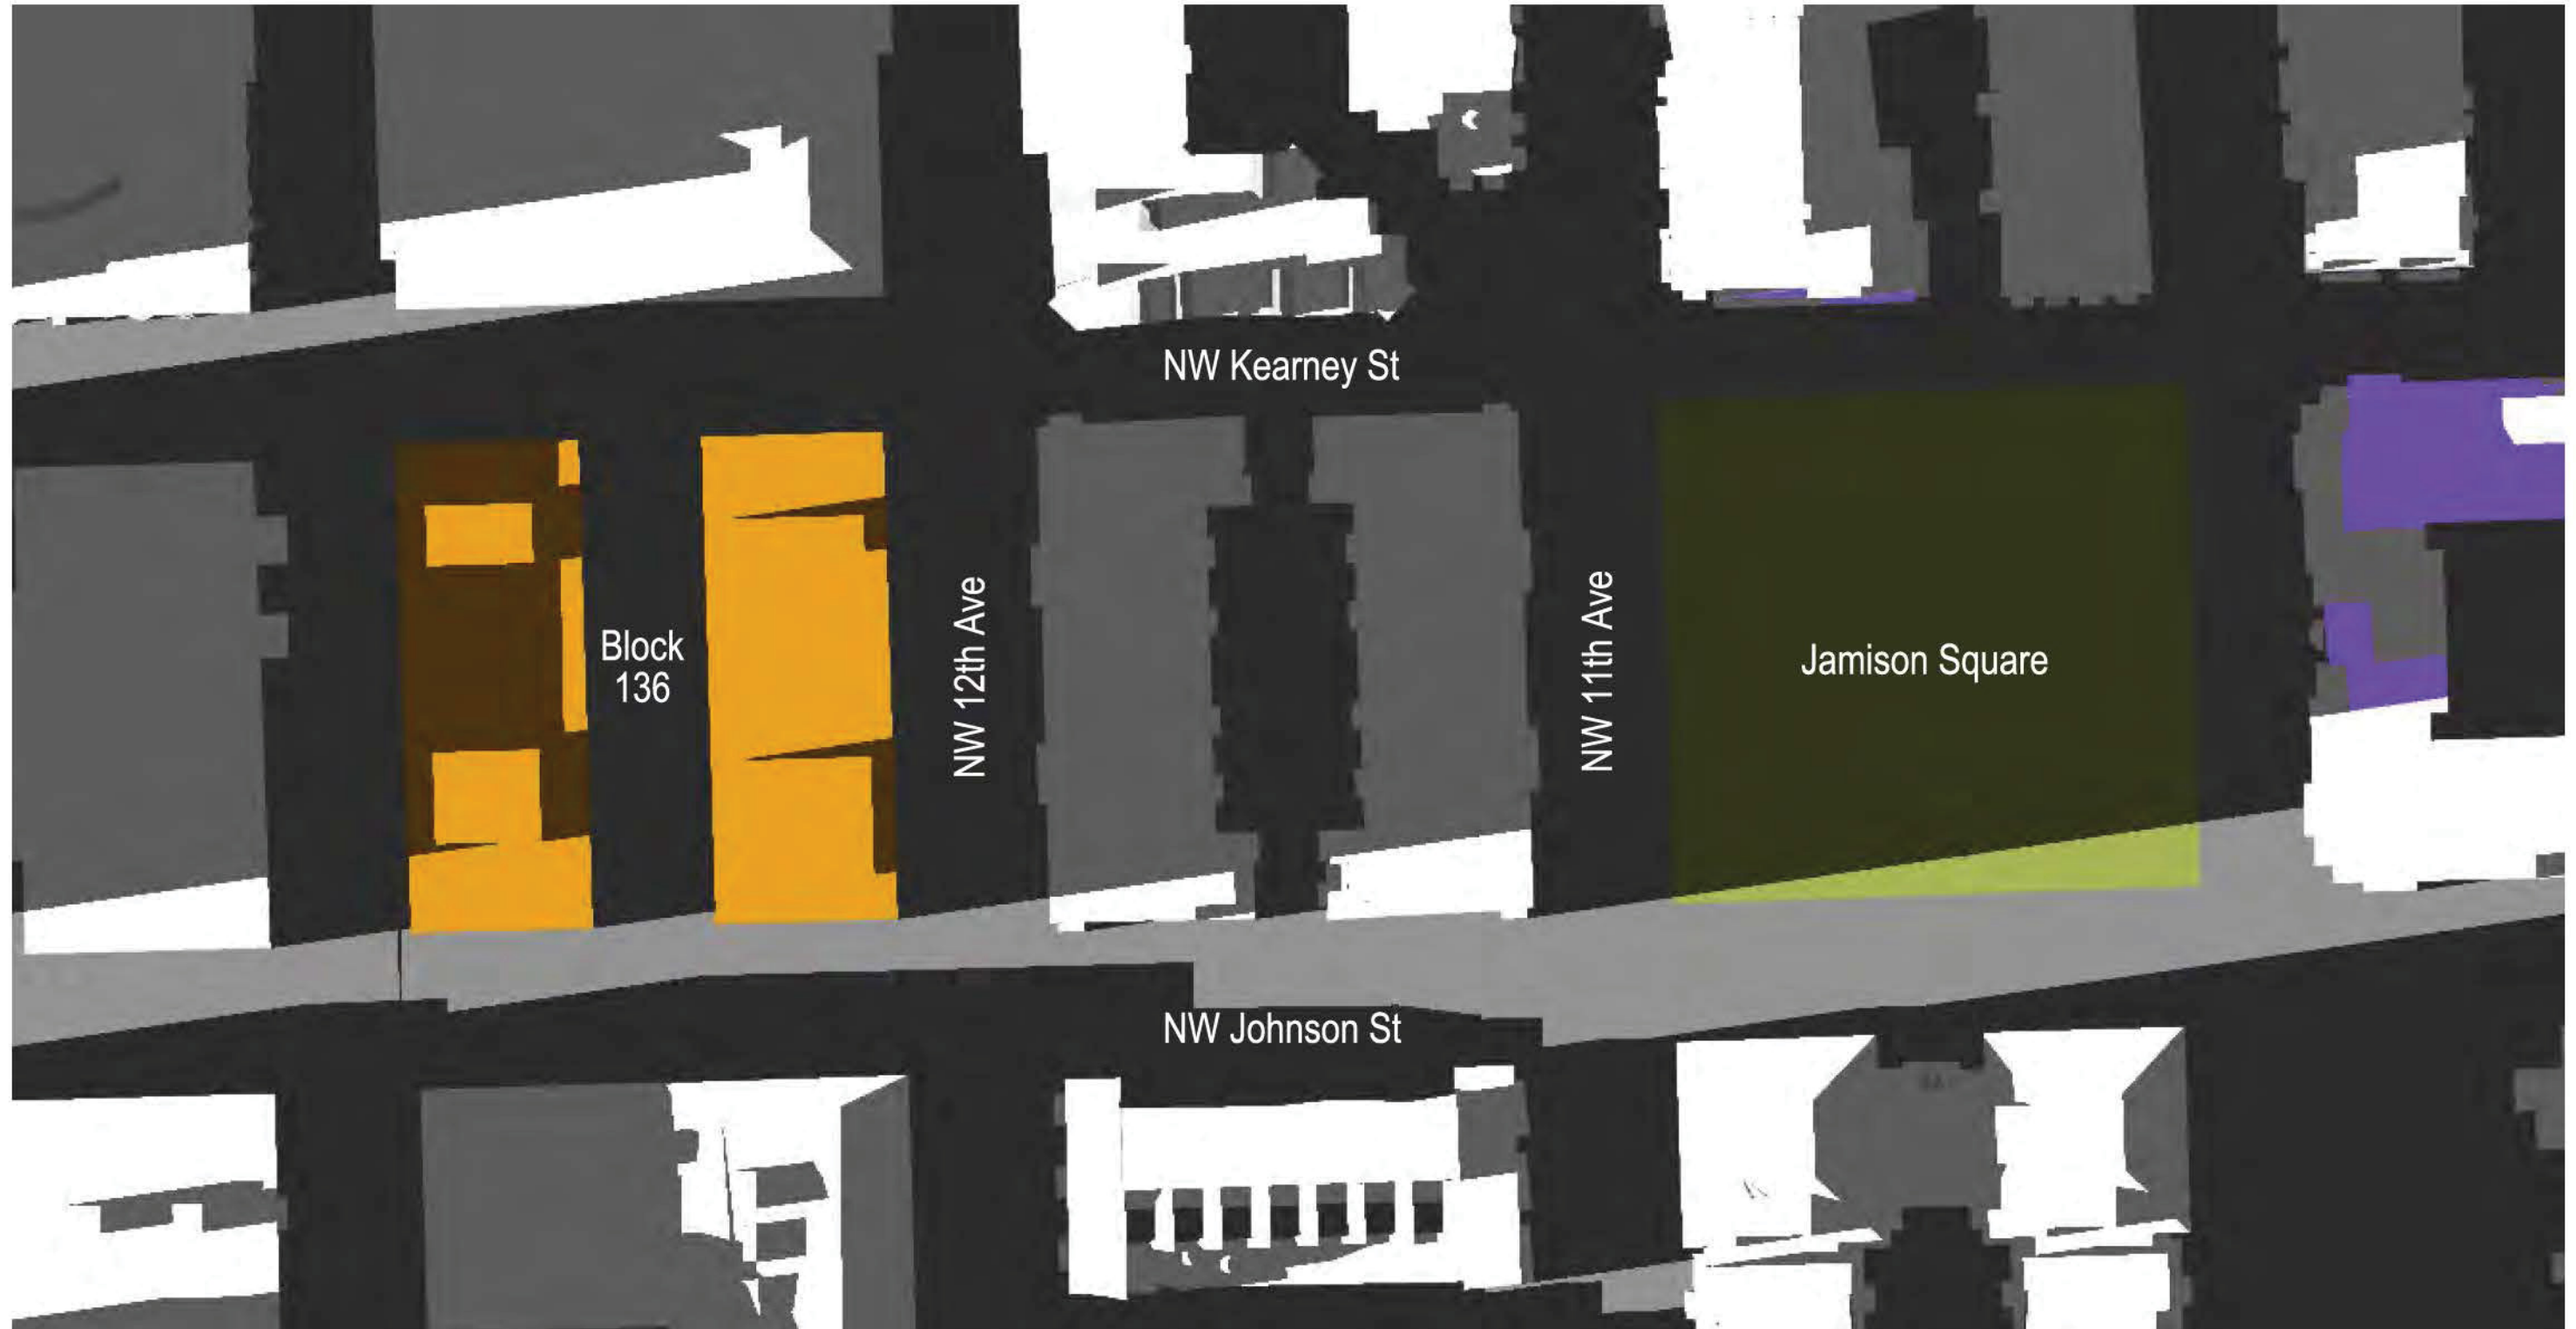 NW Kearney St
Block
136
NW 12th Ave
NW 11th Ave
Jamison Square
NW Johnson St